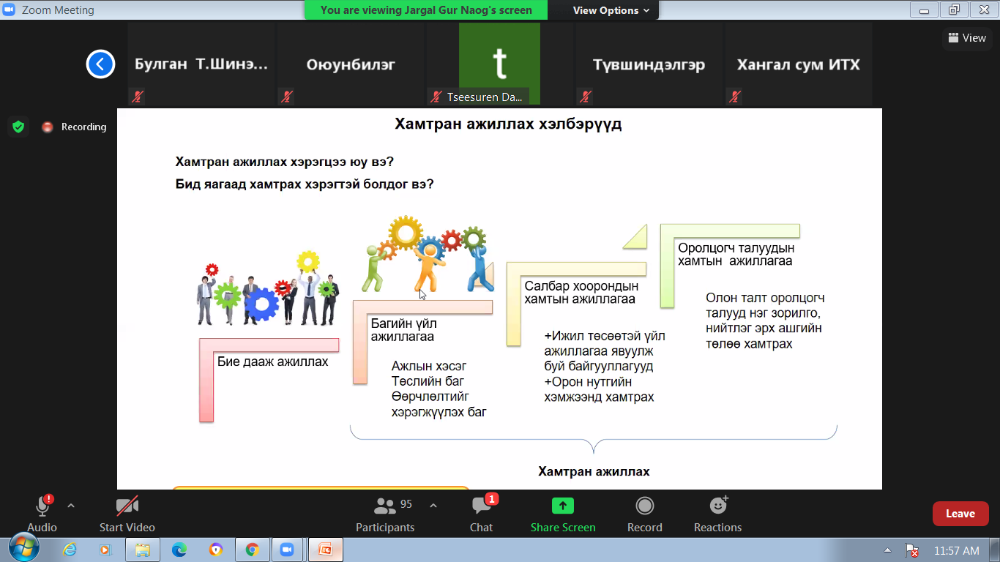 Zoom Meeting
You are viewing Jargal Gur Naog's screen
View Options
View
Булган Т.Шинэ...
Оюунбилэг
t
Tseesuren Da...
Түвшиндэлгэр
Хангал сум ИТХ
Recording
Хамтран ажиллах хэлбэрүүд
Хамтран ажиллах хэрэгцээ юу вэ?
Бид яагаад хамтрах хэрэгтэй болдог вэ?
Бие дааж ажиллах
Багийн үйл
ажиллагаа
Ажлын хэсэг
Төслийн баг
Өөрчлөлтийг
хэрэгжүүлэх баг
Салбар хоорондын
хамтын ажиллагаа
+Ижил төсөөтэй үйл
ажиллагаа явуулж
буй байгууллагууд
+Орон нутгийн
хэмжээнд хамтрах
Оролцогч талуудын
хамтын ажиллагаа
Олон талт оролцогч
талууд нэг зорилго,
нийтлэг эрх ашгийн
төлөө хамтрах
Хамтран ажиллах
Audio
Start Video
95
Participants
1
Chat
Share Screen
Record
Reactions
Leave
11:57 AM